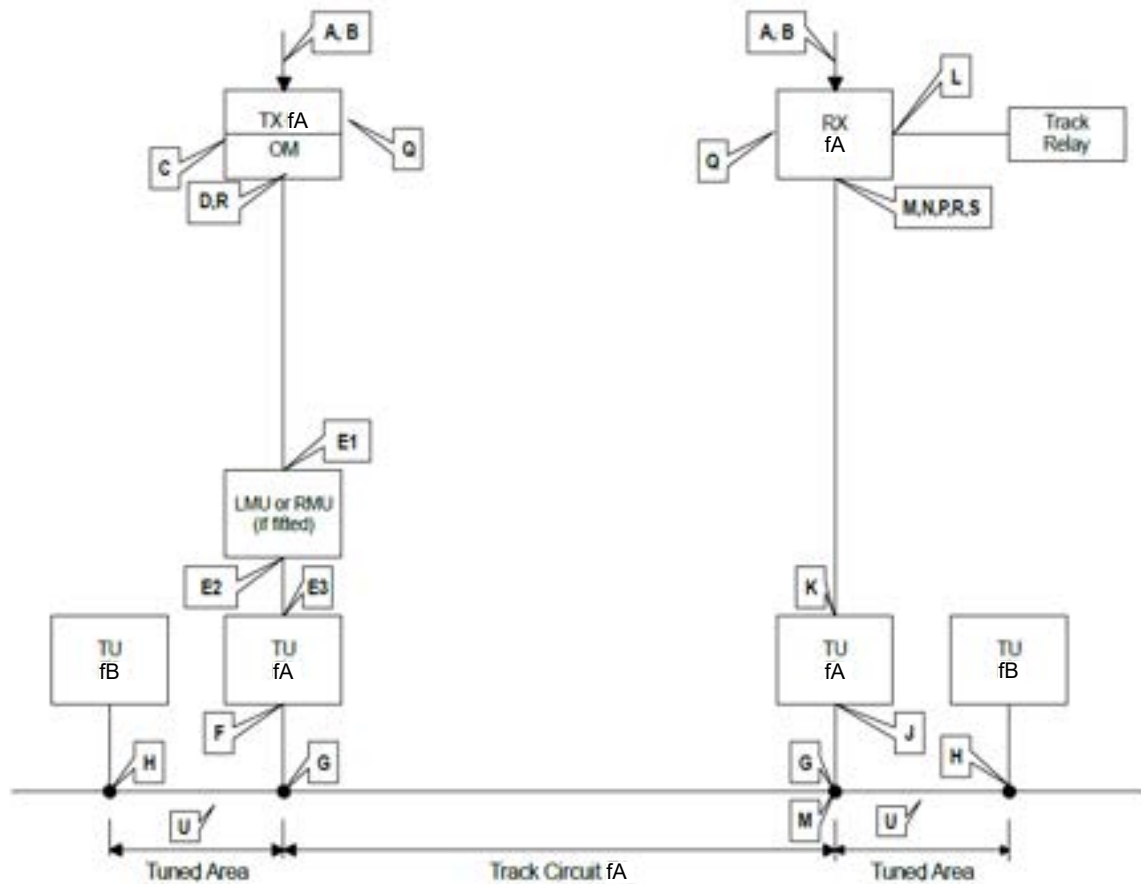 A, B
A, B
L
TX fA
OM
Q
C
D,R
Q
RX
fA
Track
Relay
M,N,P,R,S
E1
LMU or RMU
(if fitted)
E2
E3
K
TU
fB
TU
fA
TU
fA
TU
fB
F
J
H
G
G
H
U
M
U
Tuned Area
Track Circuit fA
Tuned Area